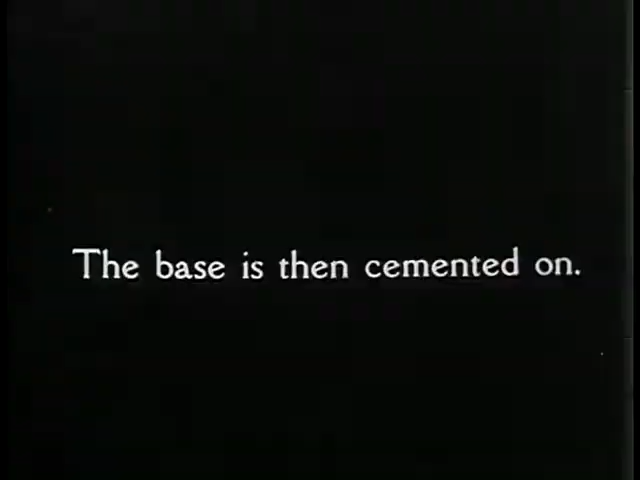 The base is then cemented on.